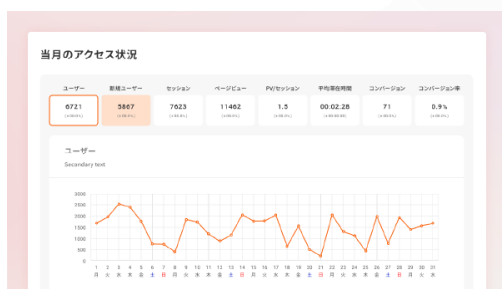 当月のアクセス状況
ユーザー 新規ユーザー セッション ページビュー PV/セッション 平均滞在時間 コンバージョン コンバージョン率
6721 5867 7623 11462 1.5 00:02:28 71 0.9%
ユーザー
Secondary text
3000
2500
2000
1500
1000
500
0
1 2 3 4 5 6 7 8 9 10 11 12 13 14 15 16 17 18 19 20 21 22 23 24 25 26 27 28 29 30 31
月 火 水 木 金 土 日 月 火 水 木 金 土 日 月 火 水 木 金 土 日 月 火 水 木 金 土 日 月 火 水